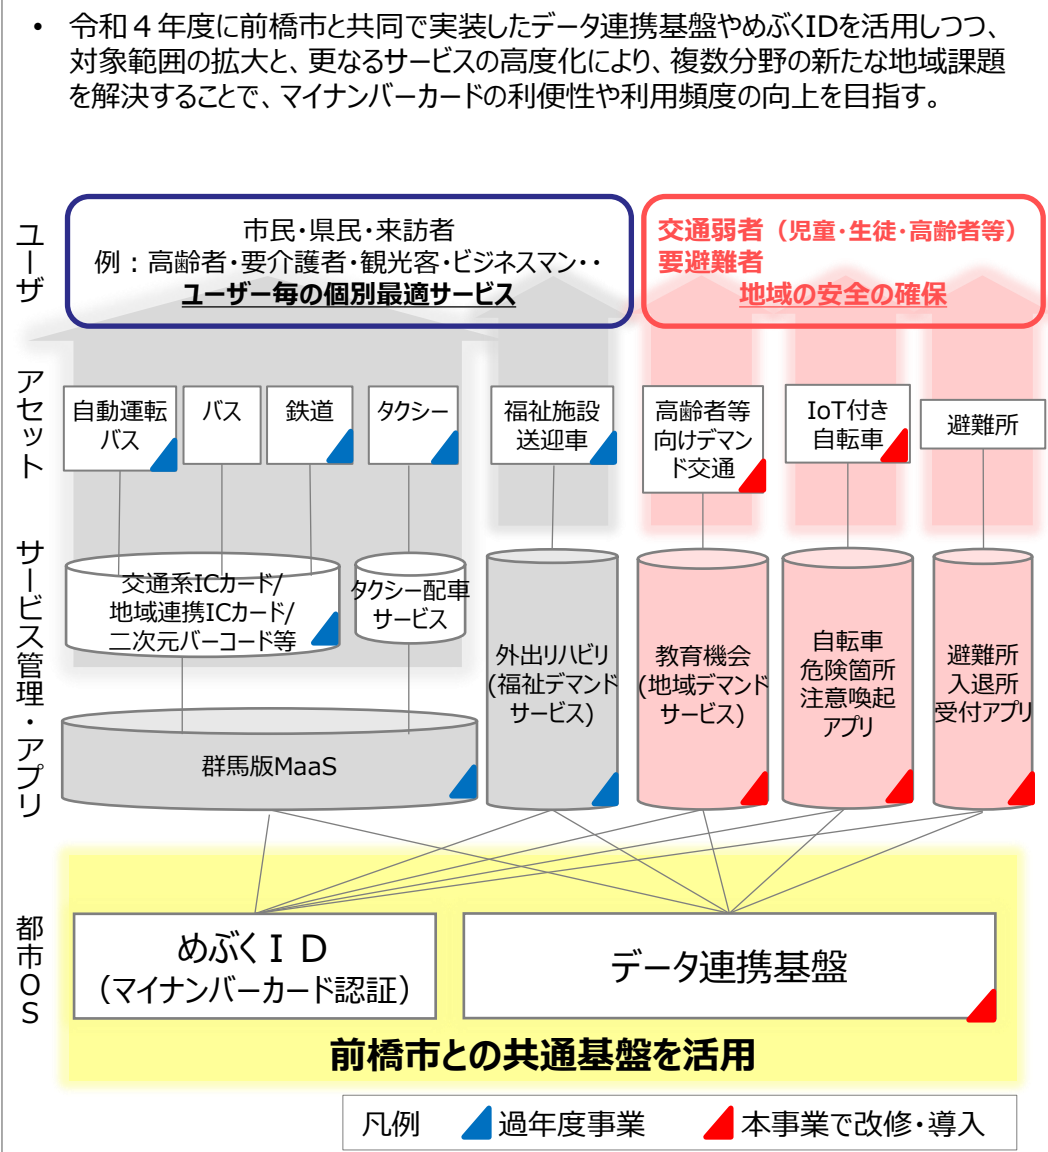 • 令和4年度に前橋市と共同で実装したデータ連携基盤やめぶくIDを活用しつつ、
対象範囲の拡大と、更なるサービスの高度化により、複数分野の新たな地域課題
を解決することで、マイナンバーカードの利便性や利用頻度の向上を目指す。
ユーザ
市民・県民・来訪者
例：高齢者・要介護者・観光客・ビジネスマン・・
ユーザー毎の個別最適サービス
交通弱者（児童・生徒・高齢者等）
要避難者
地域の安全の確保
アセット
自動運転
バス
バス
鉄道
タクシー
福祉施設
送迎車
高齢者等
向けデマン
ド交通
IoT付き
自転車
避難所
サービス管理・アプリ
交通系ICカード/
地域連携ICカード/
二次元バーコード等
タクシー配車
サービス
群馬版MaaS
外出リハビリ
(福祉デマンド
サービス)
教育機会
(地域デマンド
サービス)
自転車
危険箇所
注意喚起
アプリ
避難所
入退所
受付アプリ
都市OS
めぶくＩＤ
（マイナンバーカード認証）
データ連携基盤
前橋市との共通基盤を活用
凡例
過年度事業
本事業で改修・導入